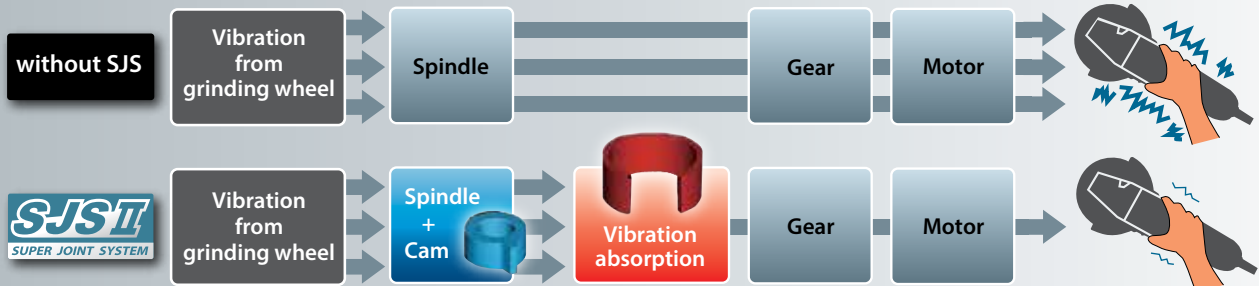 without SJS
Vibration
from
grinding wheel
Spindle
Gear
Motor
SJS II
SUPER JOINT SYSTEM
Vibration
from
grinding wheel
Spindle
+
Cam
Vibration
absorption
Gear
Motor